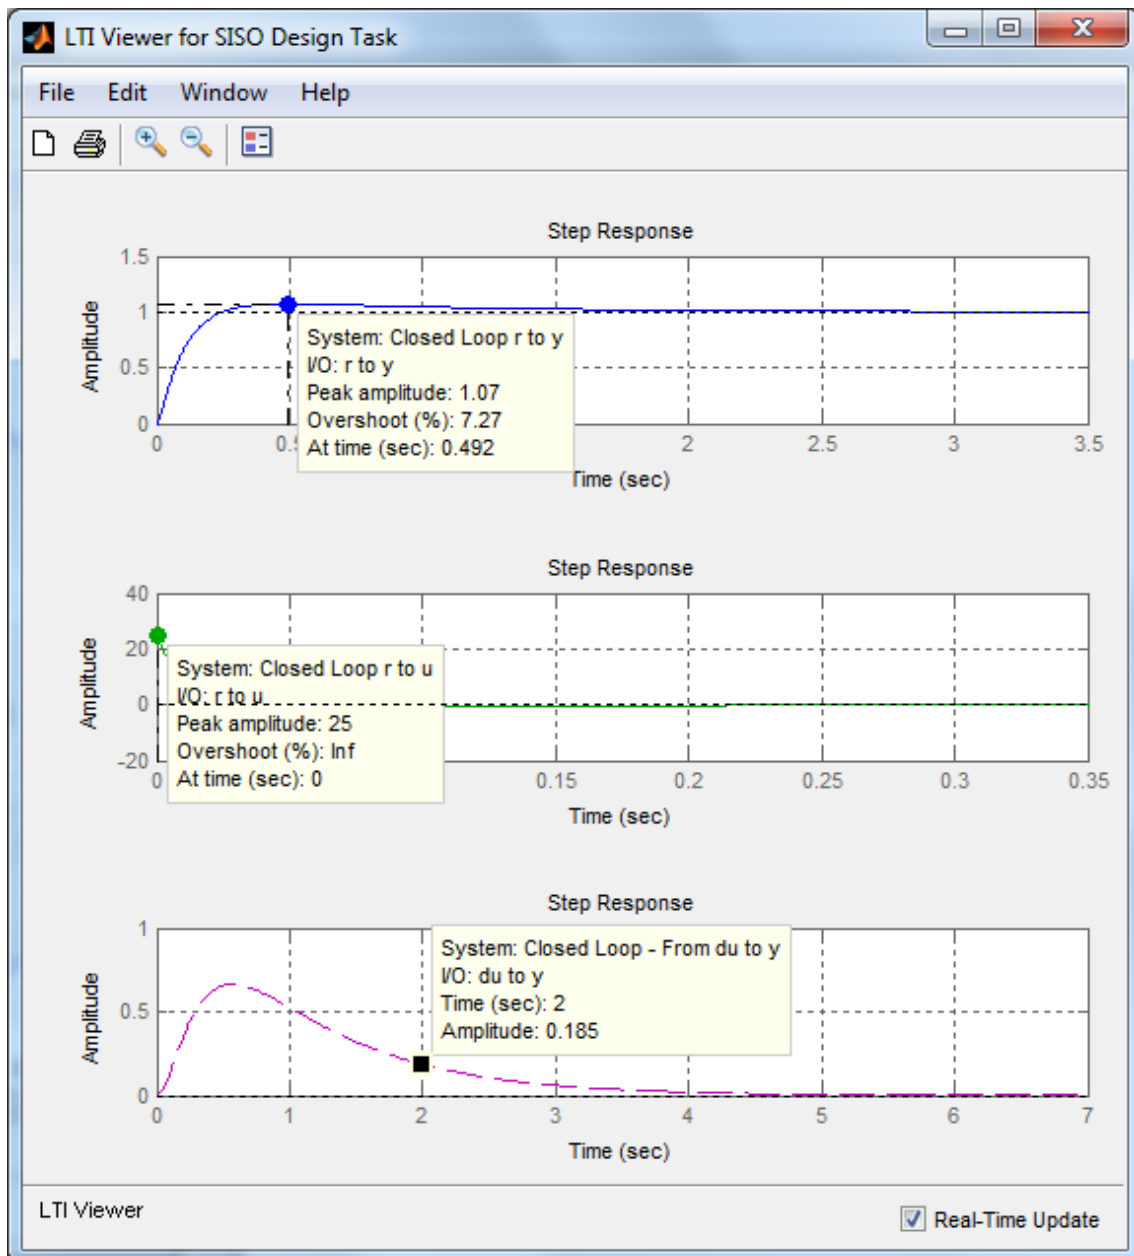 LTI Viewer for SISO Design Task
File Edit Window Help
Step Response
1.5
1
0.5
0
Amplitude
System: Closed Loop r to y
I/O: r to y
Peak amplitude: 1.07
Overshoot (%): 7.27
At time (sec): 0.492
0 0.5 2 2.5 3 3.5
Time (sec)
Step Response
40
20
0
-20
Amplitude
System: Closed Loop r to u
I/O: r to u
Peak amplitude: 25
Overshoot (%): Inf
At time (sec): 0
0 0.15 0.2 0.25 0.3 0.35
Time (sec)
Step Response
1
0.5
0
Amplitude
System: Closed Loop - From du to y
I/O: du to y
Time (sec): 2
Amplitude: 0.185
0 1 2 3 4 5 6 7
Time (sec)
LTI Viewer
Real-Time Update